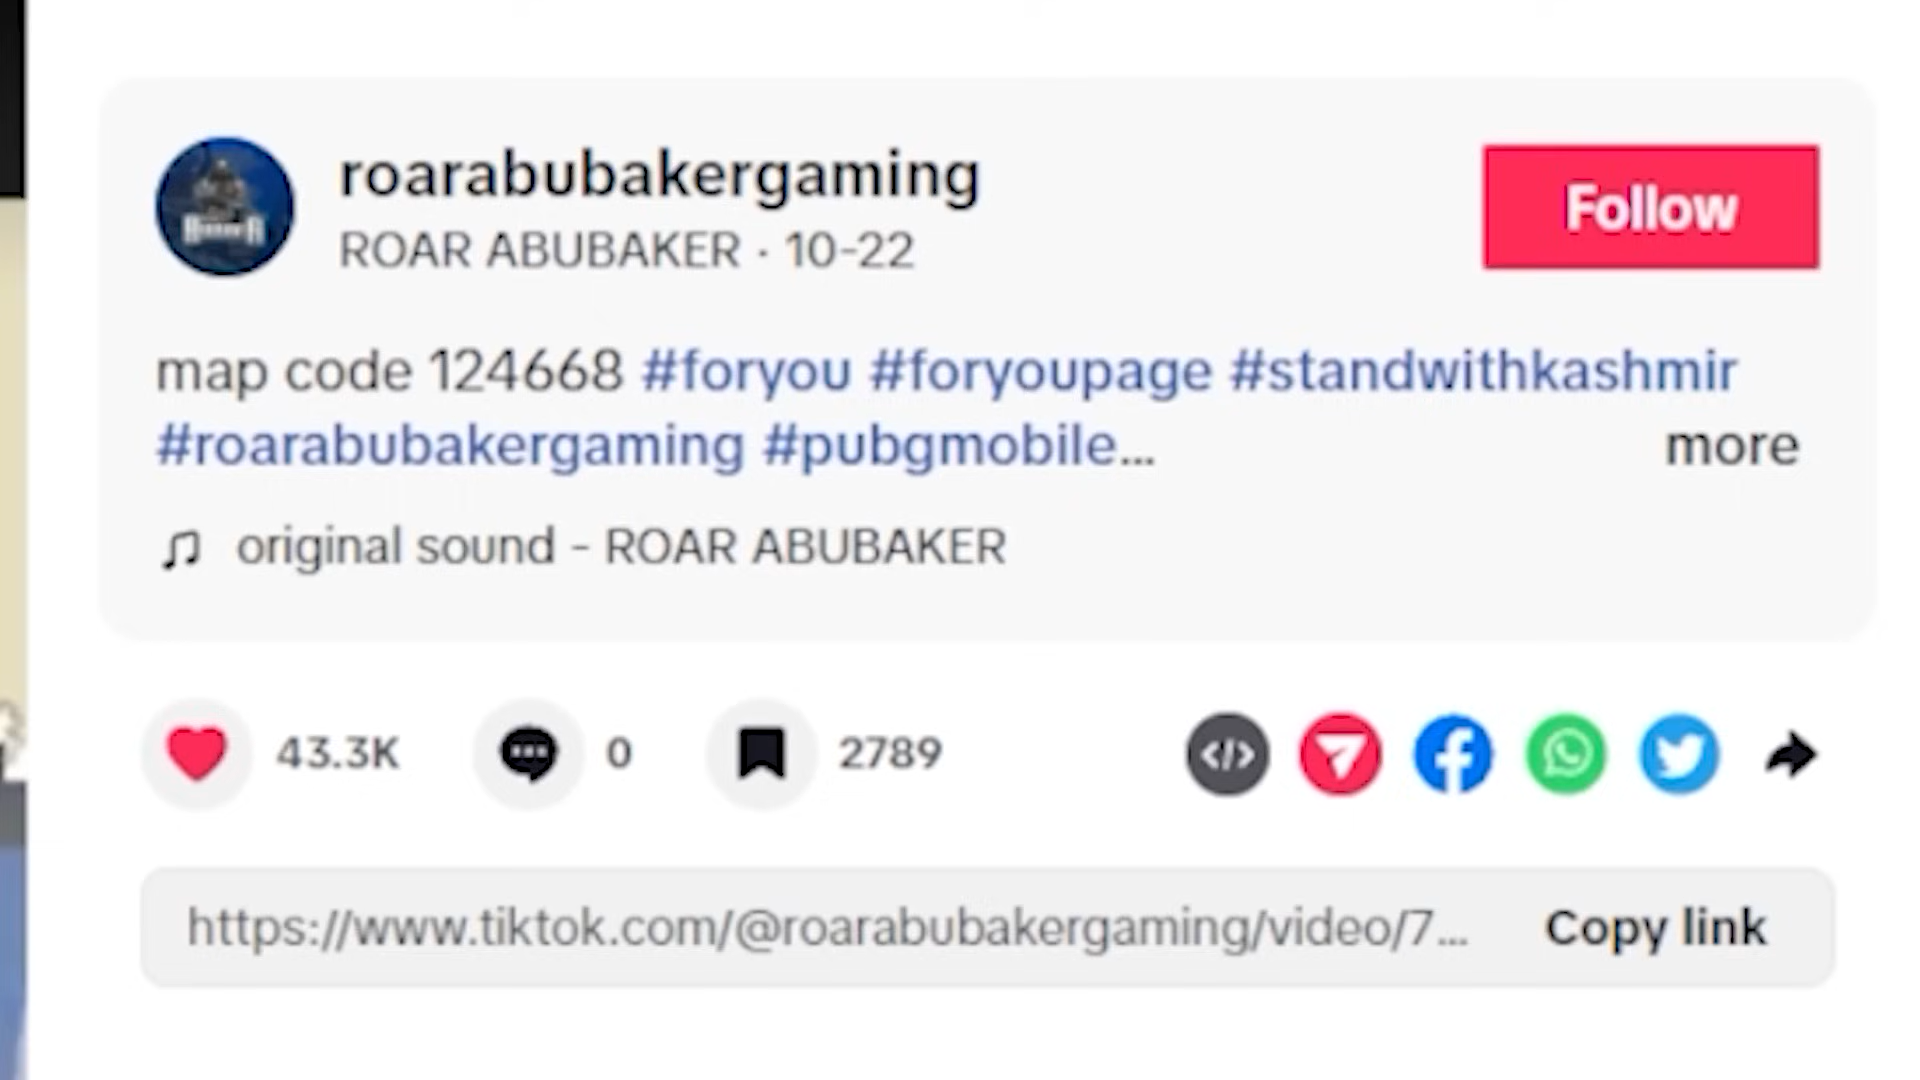 roarabubakergaming
ROAR ABUBAKER · 10-22
Follow
map code 124668 #foryou #foryoupage #standwithkashmir
#roarabubakergaming #pubgmobile...
more
original sound - ROAR ABUBAKER
43.3K
0
2789
https://www.tiktok.com/@roarabubakergaming/video/7...
Copy link